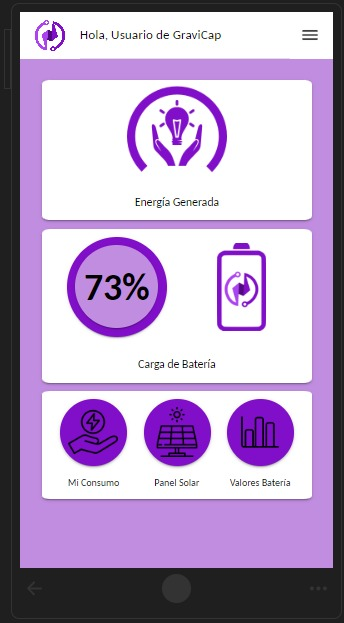 Hola, Usuario de GraviCap
Energía Generada
73%
Carga de Batería
Mi Consumo
Panel Solar
Valores Batería